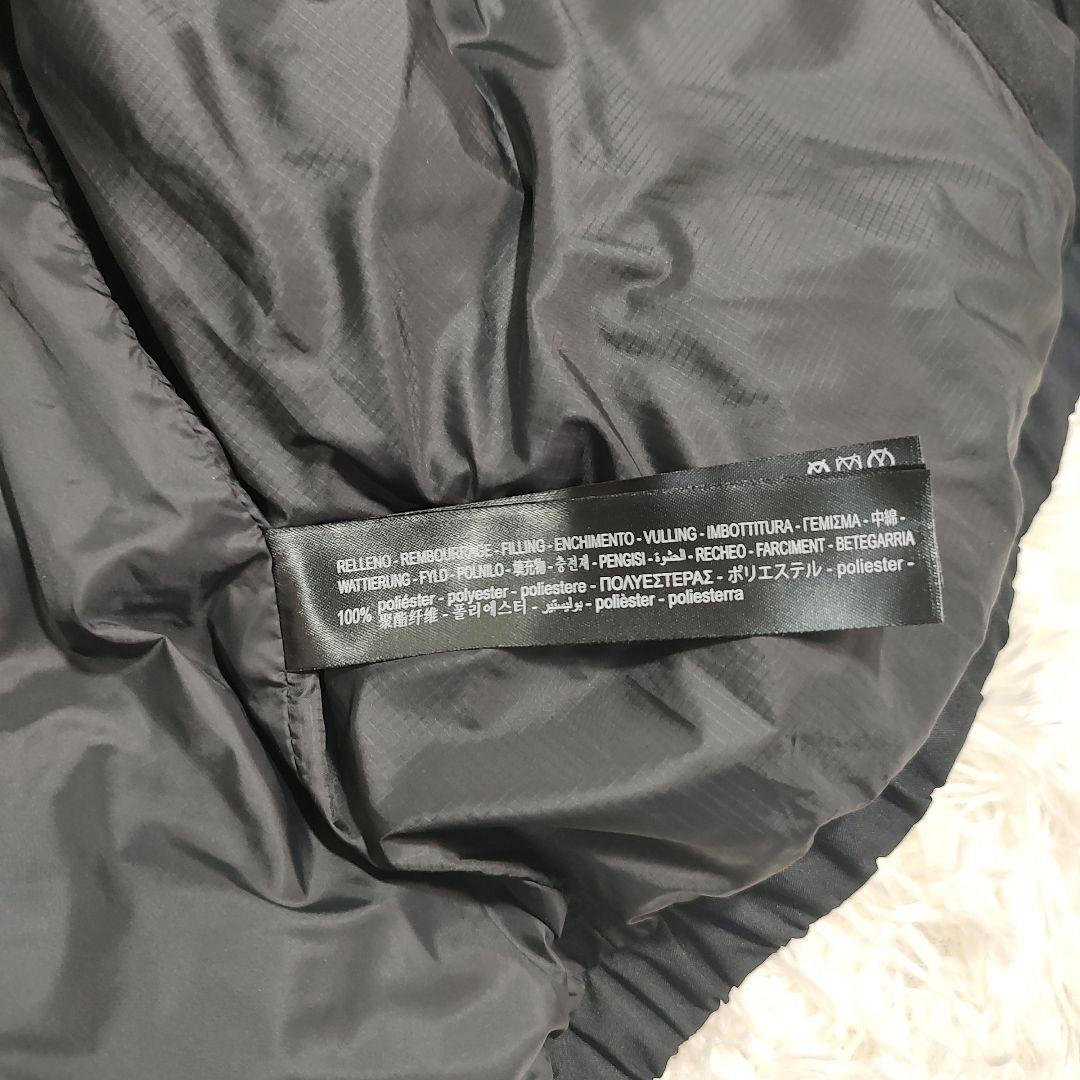 RELLENO - REMBOURRAGE - FILLING - ENCHIMENTO - VULLING - IMBOTTITURA - ΓΕΜΙΣΜΑ - 中綿 -
WATTIERUNG - FYLD - POLNILO - 填充物 - 충전재 - PENGISI - الحشوة - RECHEO - FARCIMENT - BETEGARRIA
100% poliéster - polyester - poliestere - ΠΟΛΥΕΣΤΕΡΑΣ - ポリエステル - poliester -
聚酯纤维 - 폴리에스터 - بوليستير - polièster - poliesterra